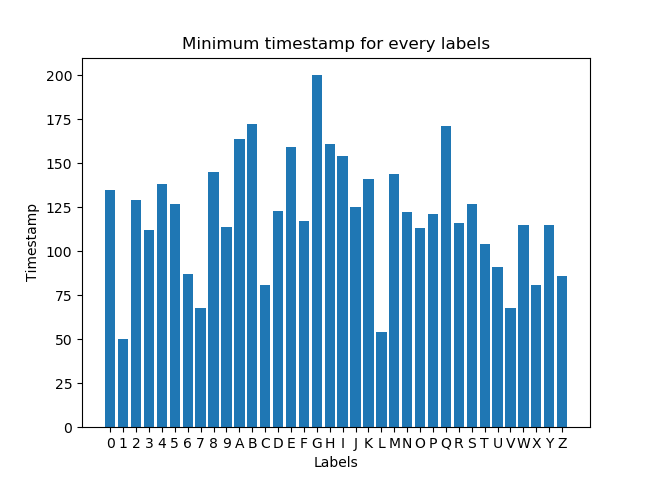 Minimum timestamp for every labels
200
175
150
125
100
75
50
25
0
Timestamp
0 1 2 3 4 5 6 7 8 9 A B C D E F G H I J K L M N O P Q R S T U V W X Y Z
Labels